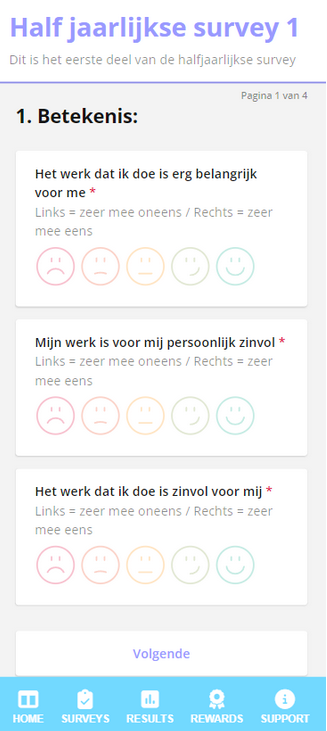 Half jaarlijkse survey 1
Dit is het eerste deel van de halfjaarlijkse survey
Pagina 1 van 4
1. Betekenis:
Het werk dat ik doe is erg belangrijk
voor me *
Links = zeer mee oneens / Rechts = zeer
mee eens
Mijn werk is voor mij persoonlijk zinvol *
Links = zeer mee oneens / Rechts = zeer
mee eens
Het werk dat ik doe is zinvol voor mij *
Links = zeer mee oneens / Rechts = zeer
mee eens
Volgende
HOME SURVEYS RESULTS REWARDS SUPPORT